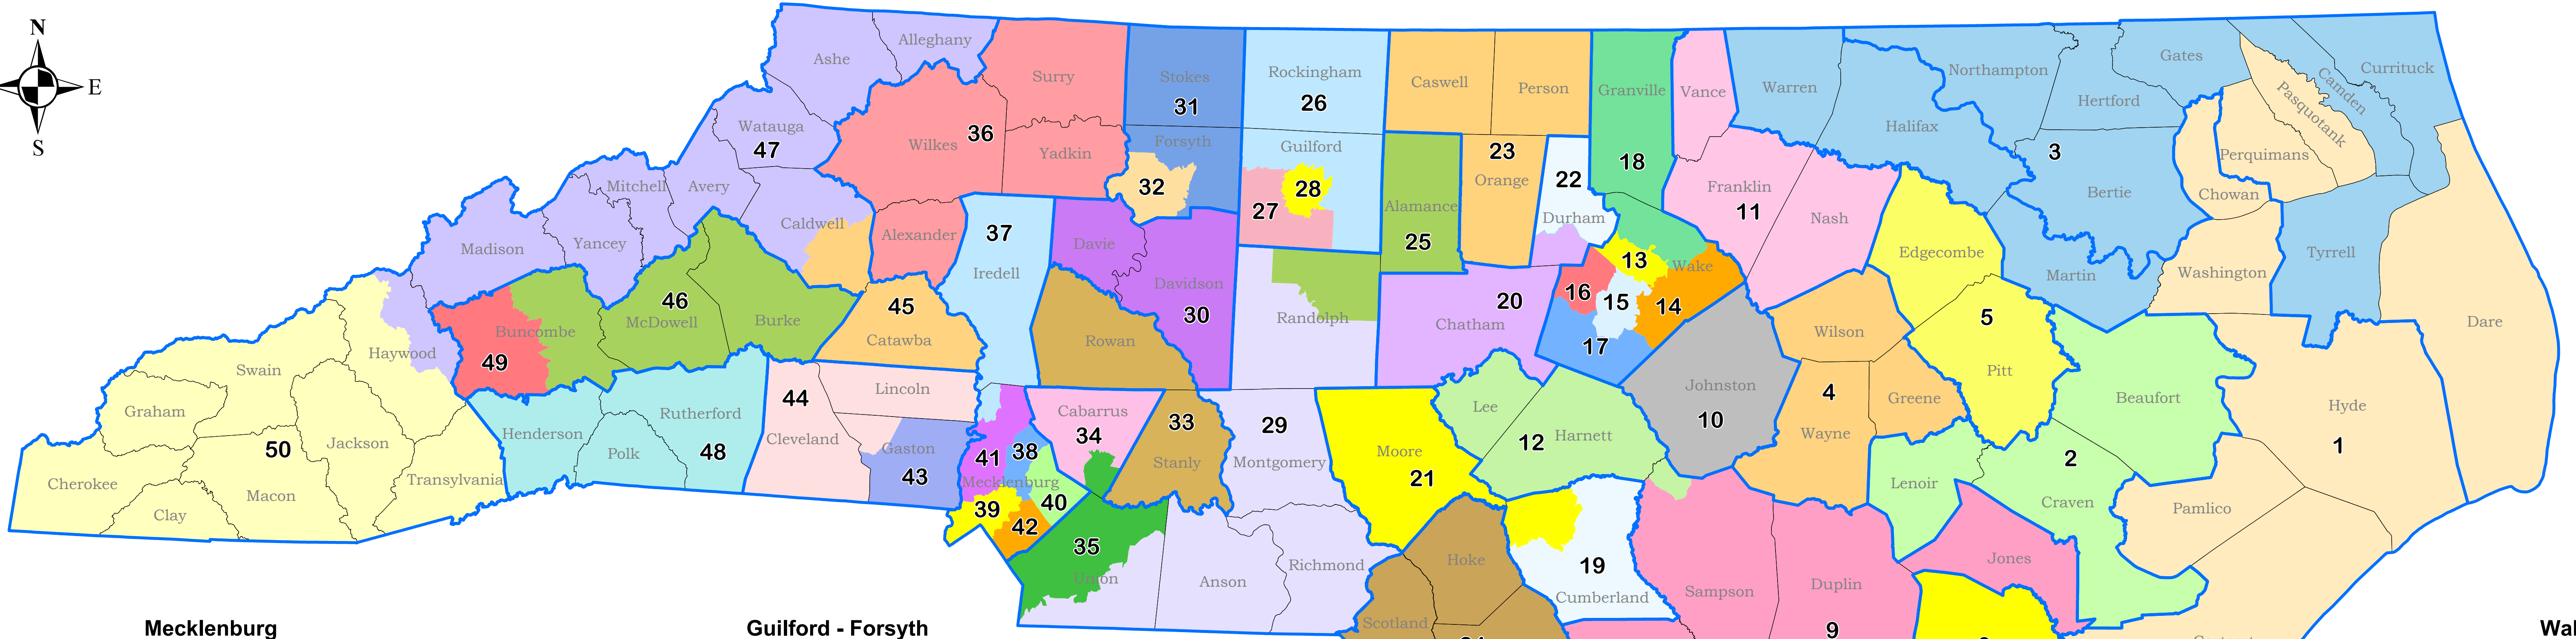 N
E
S
Ashe
Alleghany
Surry
Stokes
31
Rockingham
26
Caswell
Person
Granville
Vance
Warren
Northampton
Gates
Hertford
Camden
Currituck
Pasquotank
Halifax
Watauga
47
Wilkes
36
Yadkin
Forsyth
32
Guilford
28
27
Alamance
25
23
Orange
22
Durham
18
Franklin
11
Nash
3
Bertie
Perquimans
Chowan
Mitchell
Avery
Caldwell
Alexander
37
Iredell
Davie
Davidson
30
Randolph
20
Chatham
13
Wake
16
15
14
17
Edgecombe
Martin
Washington
Tyrrell
Dare
Madison
Yancey
46
McDowell
Burke
45
Catawba
Rowan
Johnston
10
Wilson
5
Pitt
Buncombe
49
Haywood
Swain
Graham
Rutherford
44
Lincoln
Cabarrus
34
33
Stanly
29
Montgomery
Moore
21
Lee
12
Harnett
4
Wayne
Greene
Beaufort
Hyde
1
50
Jackson
Henderson
Polk
48
Cleveland
Gaston
43
41
38
Mecklenburg
40
39
42
Cherokee
Clay
Macon
Transylvania
2
Lenoir
Craven
Pamlico
35
Union
Anson
Richmond
Hoke
19
Cumberland
Sampson
Duplin
9
Jones
Scotland
Mecklenburg
Guilford - Forsyth